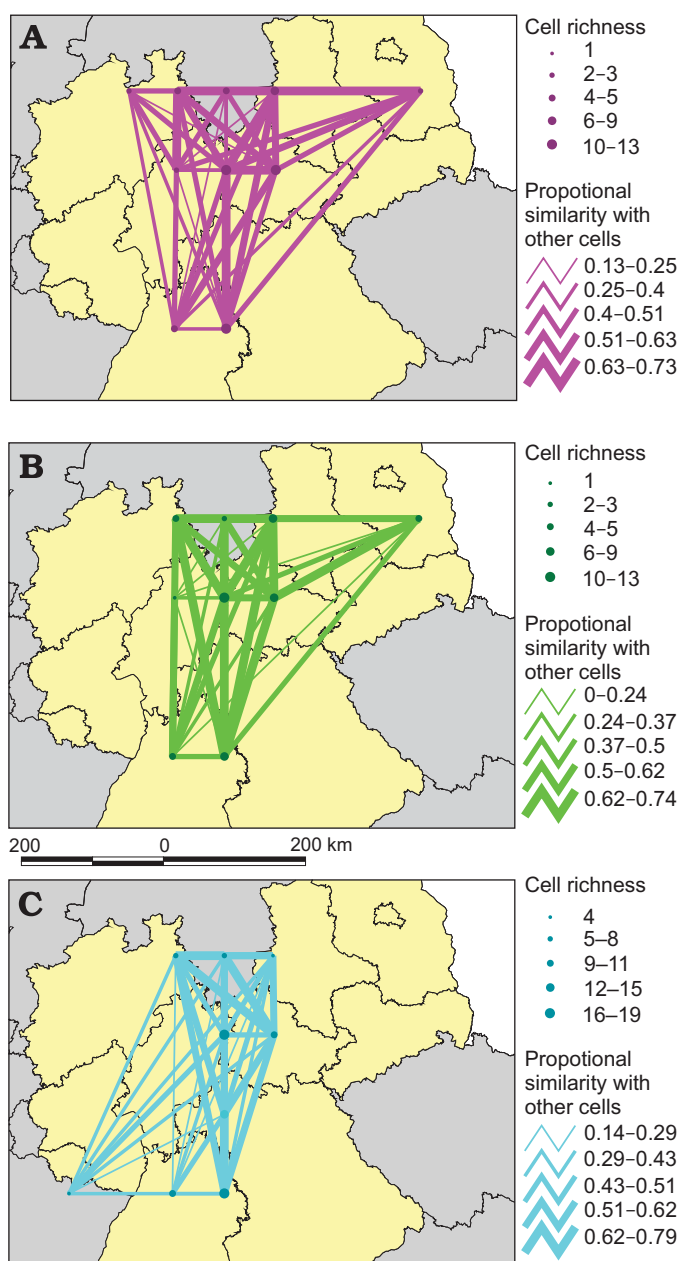 A
Cell richness
1
2–3
4–5
6–9
10–13
Propotional
similarity with
other cells
0.13–0.25
0.25–0.4
0.4–0.51
0.51–0.63
0.63–0.73
B
Cell richness
1
2–3
4–5
6–9
10–13
Propotional
similarity with
other cells
0–0.24
0.24–0.37
0.37–0.5
0.5–0.62
0.62–0.74
200 0 200 km
C
Cell richness
4
5–8
9–11
12–15
16–19
Propotional
similarity with
other cells
0.14–0.29
0.29–0.43
0.43–0.51
0.51–0.62
0.62–0.79